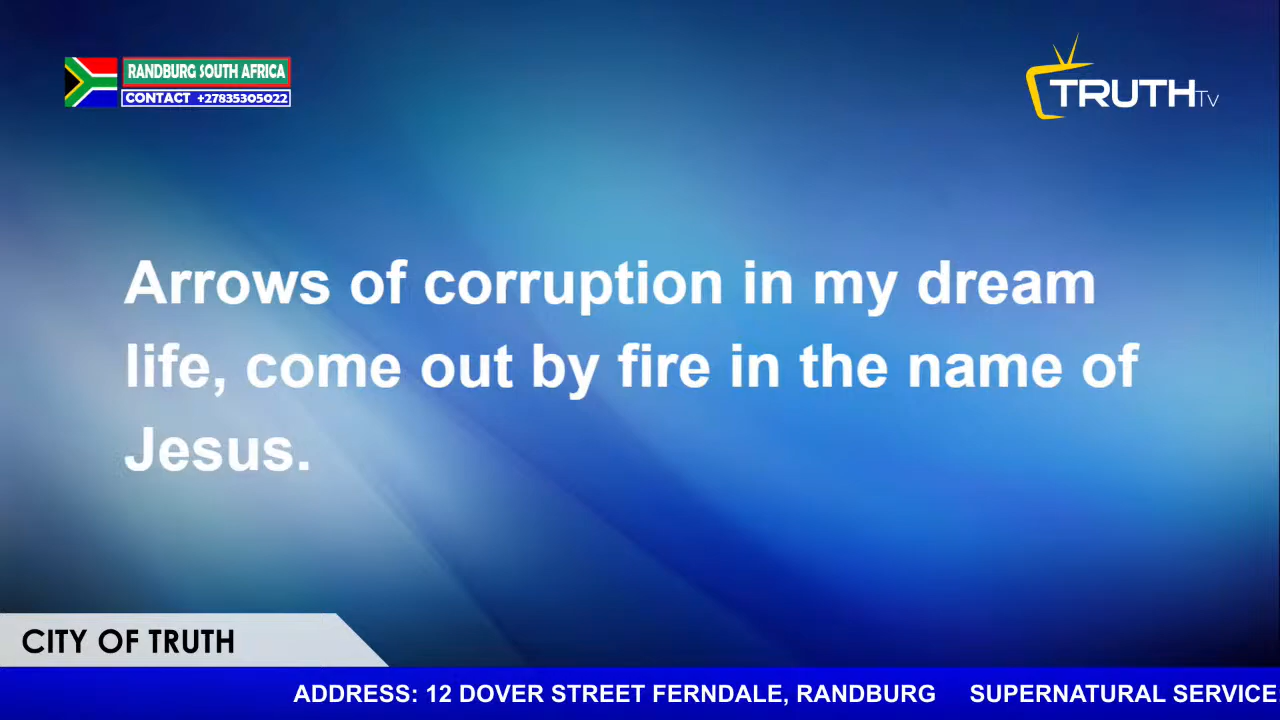 RANDBURG SOUTH AFRICA
CONTACT +27835305022
TRUTH TV
Arrows of corruption in my dream
life, come out by fire in the name of
Jesus.
CITY OF TRUTH
ADDRESS: 12 DOVER STREET FERNDALE, RANDBURG SUPERNATURAL SERVICE